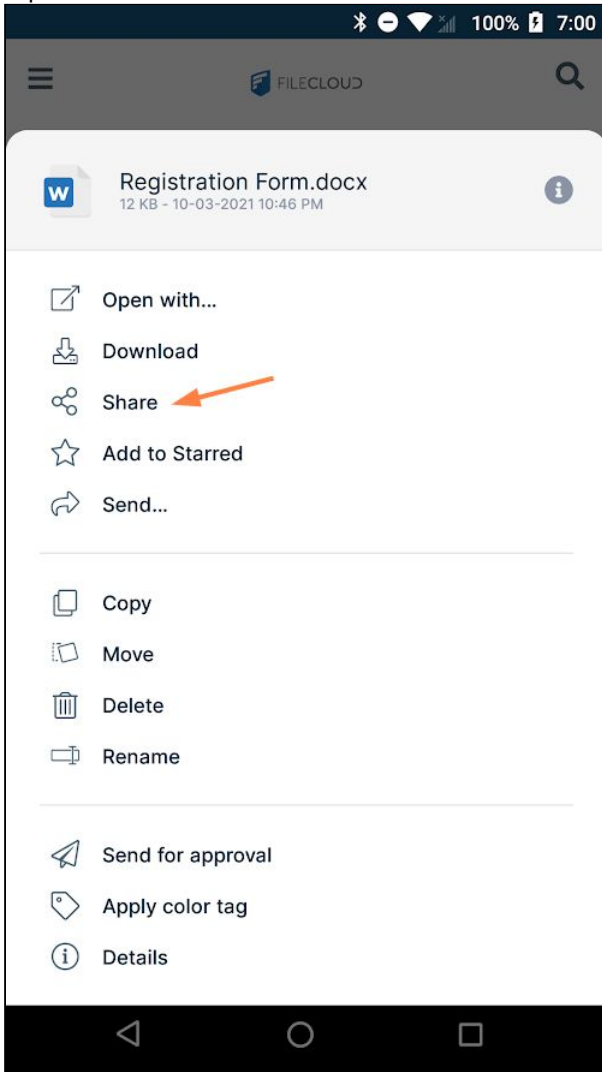 100% 7:00
FILECLOUD
W
Registration Form.docx
12 KB - 10-03-2021 10:46 PM
Open with...
Download
Share
Add to Starred
Send...
Copy
Move
Delete
Rename
Send for approval
Apply color tag
Details